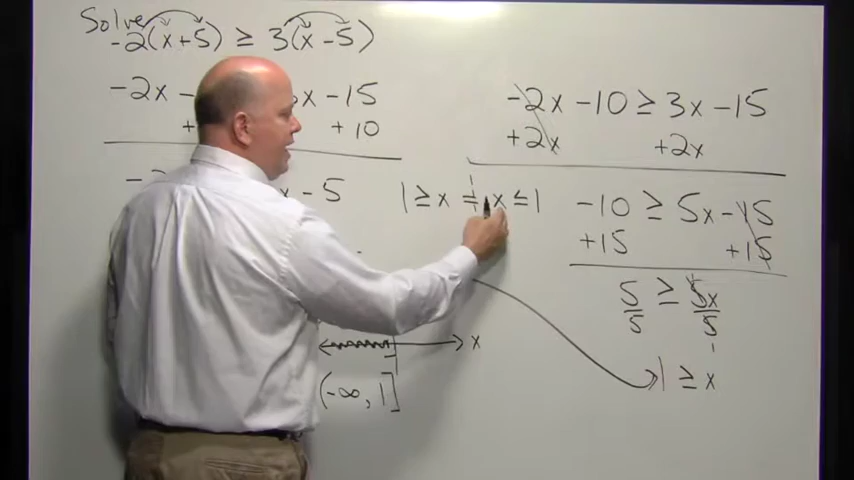 Solve
-2(x+5) ≥ 3(x-5)
-2x - x - 15
+ + 10
- x - 5
1 ≥ x = x ≤ 1
x
(-∞, 1]
-2x - 10 ≥ 3x - 15
+2x +2x
-10 ≥ 5x - 15
+15 +15
5 ≥ 5x
5 5
1
1 ≥ x